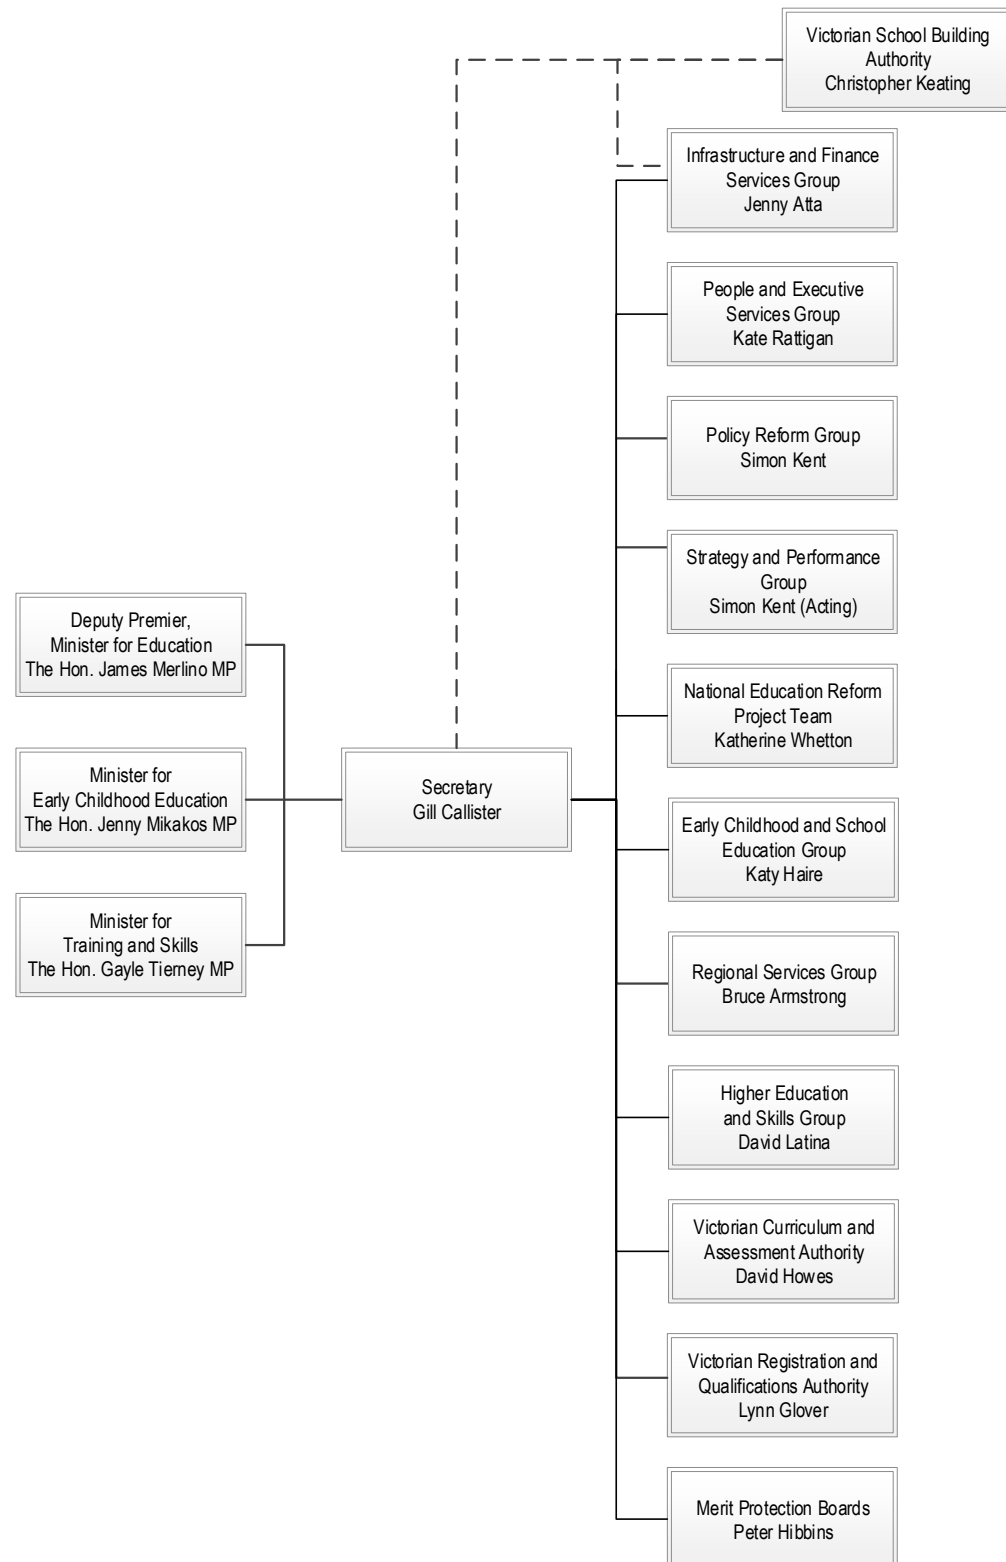 Victorian School Building
Authority
Christopher Keating
Infrastructure and Finance
Services Group
Jenny Atta
People and Executive
Services Group
Kate Rattigan
Policy Reform Group
Simon Kent
Strategy and Performance
Group
Simon Kent (Acting)
Deputy Premier,
Minister for Education
The Hon. James Merlino MP
National Education Reform
Project Team
Katherine Whetton
Minister for
Early Childhood Education
The Hon. Jenny Mikakos MP
Secretary
Gill Callister
Early Childhood and School
Education Group
Katy Haire
Minister for
Training and Skills
The Hon. Gayle Tierney MP
Regional Services Group
Bruce Armstrong
Higher Education
and Skills Group
David Latina
Victorian Curriculum and
Assessment Authority
David Howes
Victorian Registration and
Qualifications Authority
Lynn Glover
Merit Protection Boards
Peter Hibbins